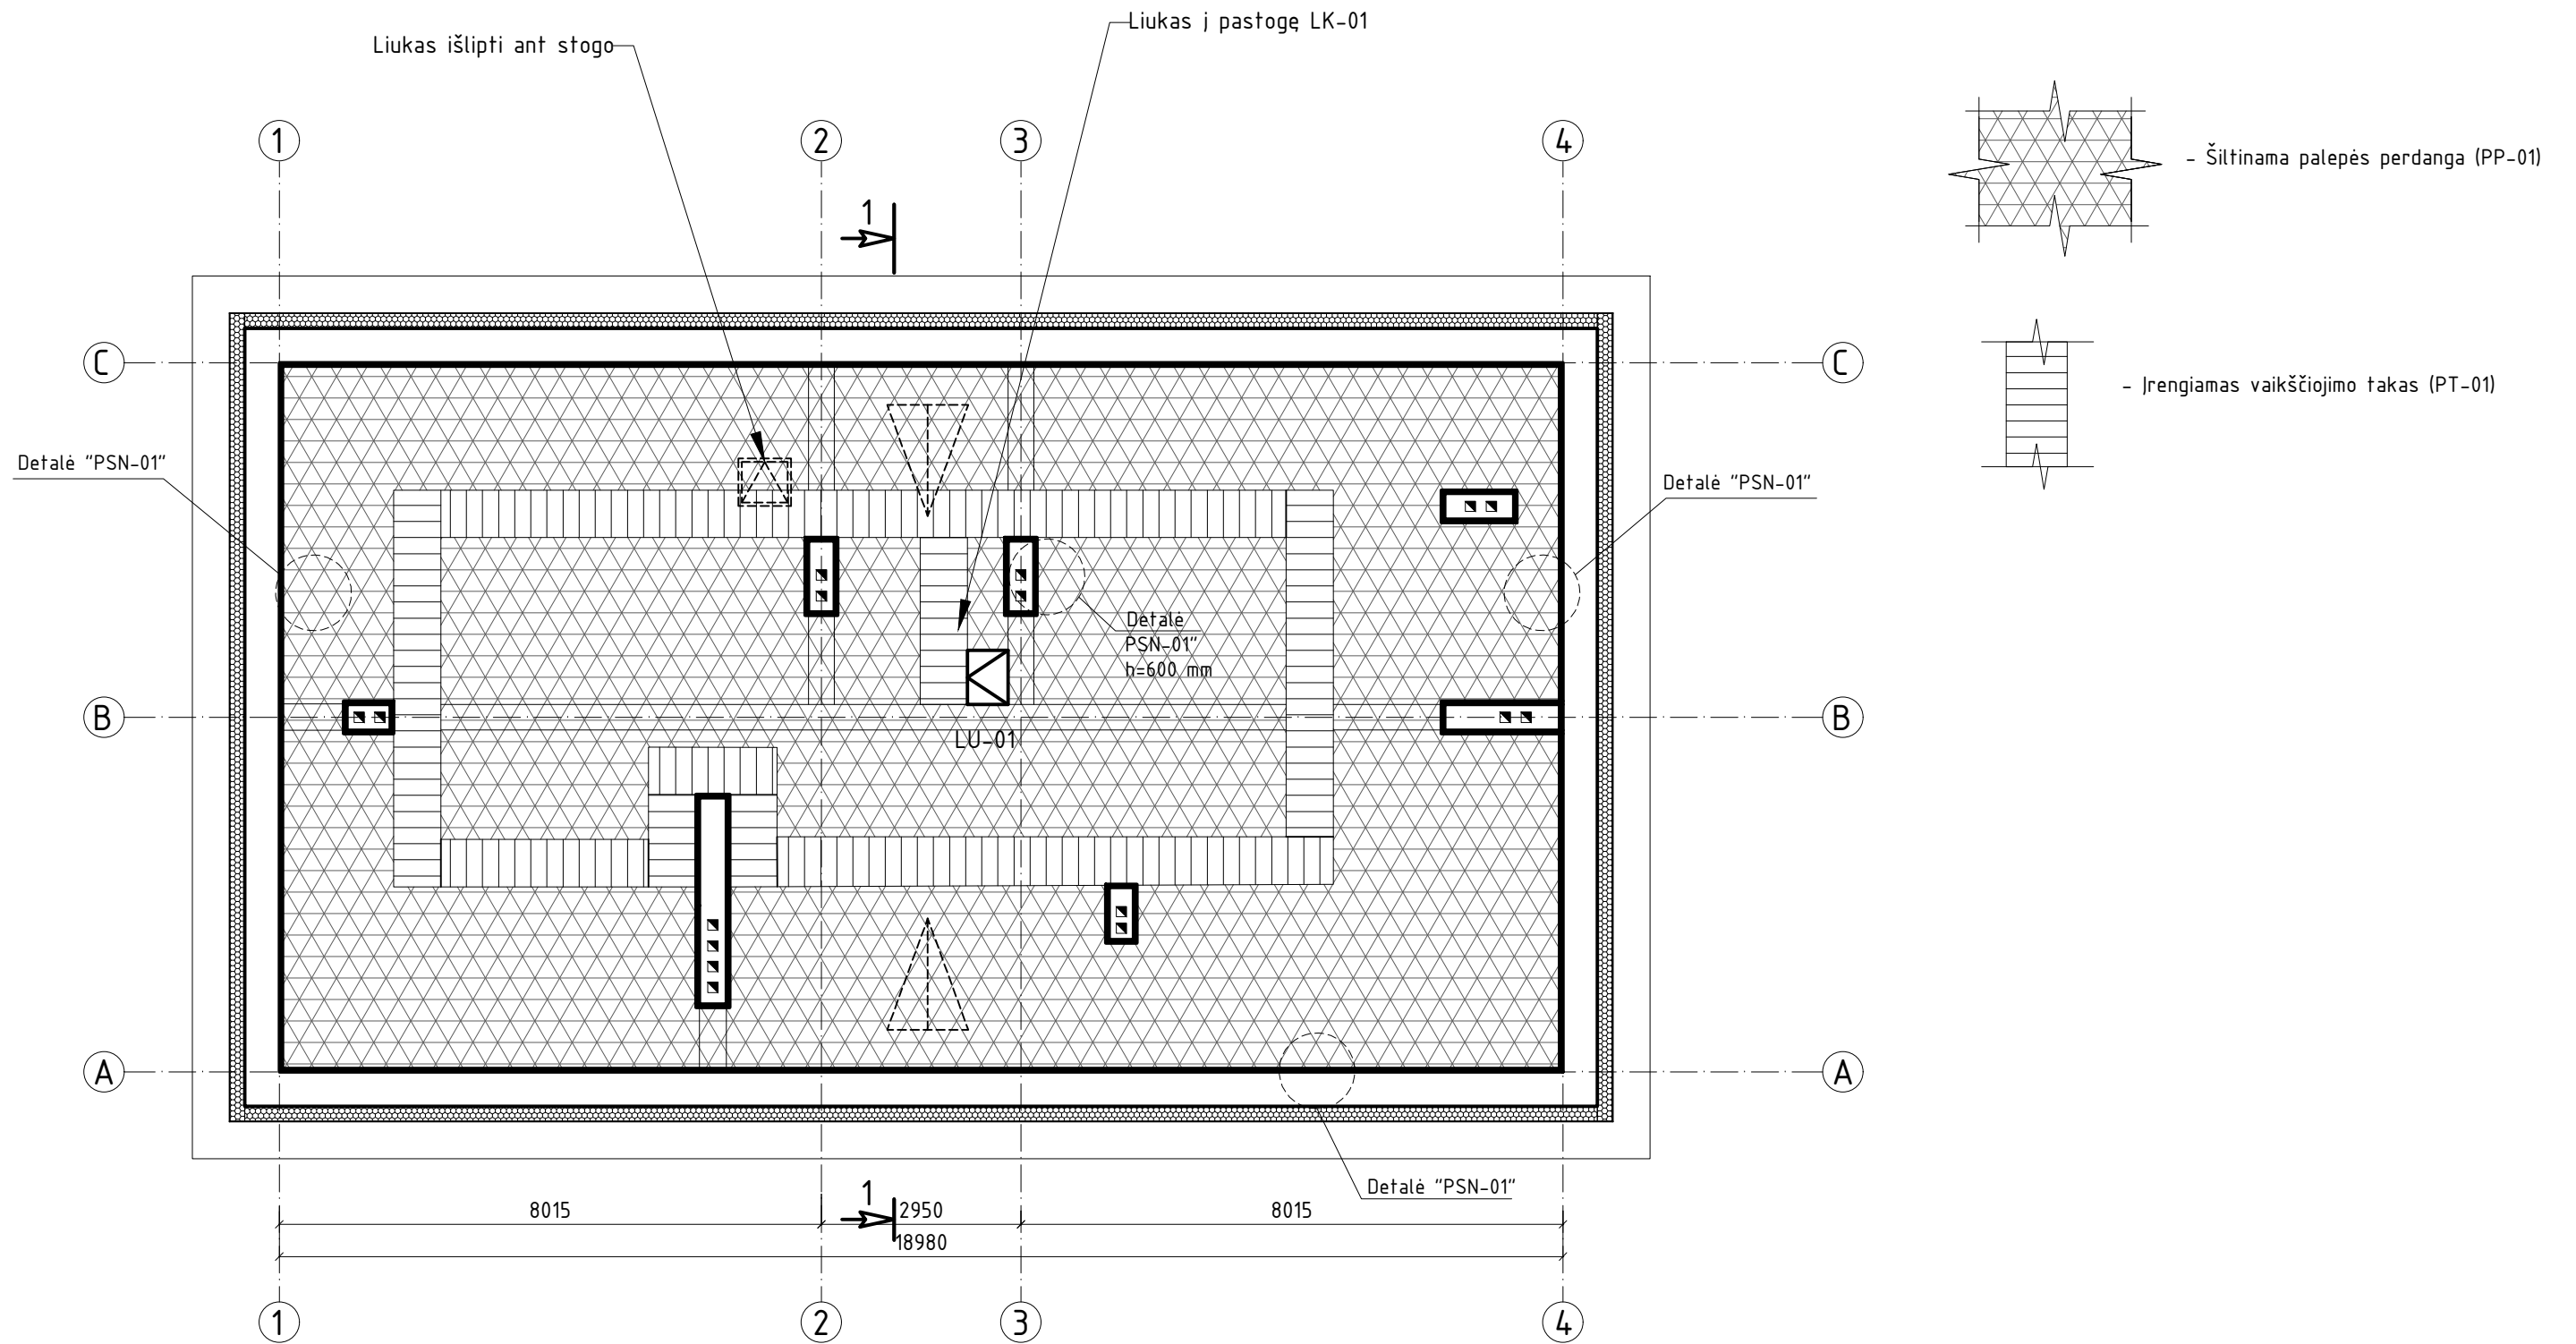 Liukas į pastogę LK-01
Liukas išlipti ant stogo
1
2
3
4
- Šiltinama palepės perdanga (PP-01)
1
C
C
- Įrengiamas vaikščiojimo takas (PT-01)
Detalė "PSN-01"
Detalė "PSN-01"
Detalė
PSN-01"
h=600 mm
B
B
LU-01
A
A
Detalė "PSN-01"
1
8015
2950
8015
18980
1
2
3
4